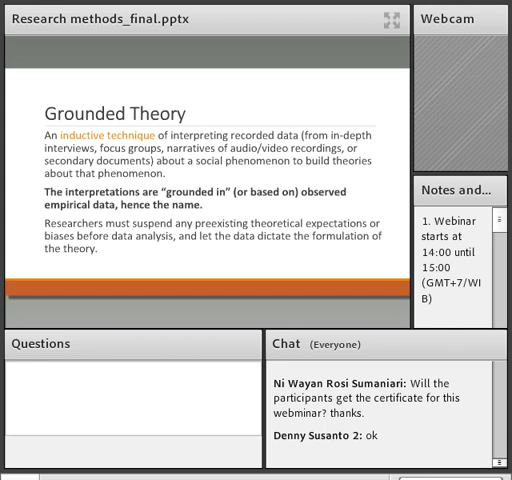 Research methods_final.pptx
Webcam
Grounded Theory
An inductive technique of interpreting recorded data (from in-depth
interviews, focus groups, narratives of audio/video recordings, or
secondary documents) about a social phenomenon to build theories
about that phenomenon.
The interpretations are “grounded in” (or based on) observed
empirical data, hence the name.
Researchers must suspend any preexisting theoretical expectations or
biases before data analysis, and let the data dictate the formulation of
the theory.
Notes and...
1. Webinar
starts at
14:00 until
15:00
(GMT+7/WI
B)
Questions
Chat (Everyone)
Ni Wayan Rosi Sumaniari: Will the
participants get the certificate for this
webminar? thanks.
Denny Susanto 2: ok